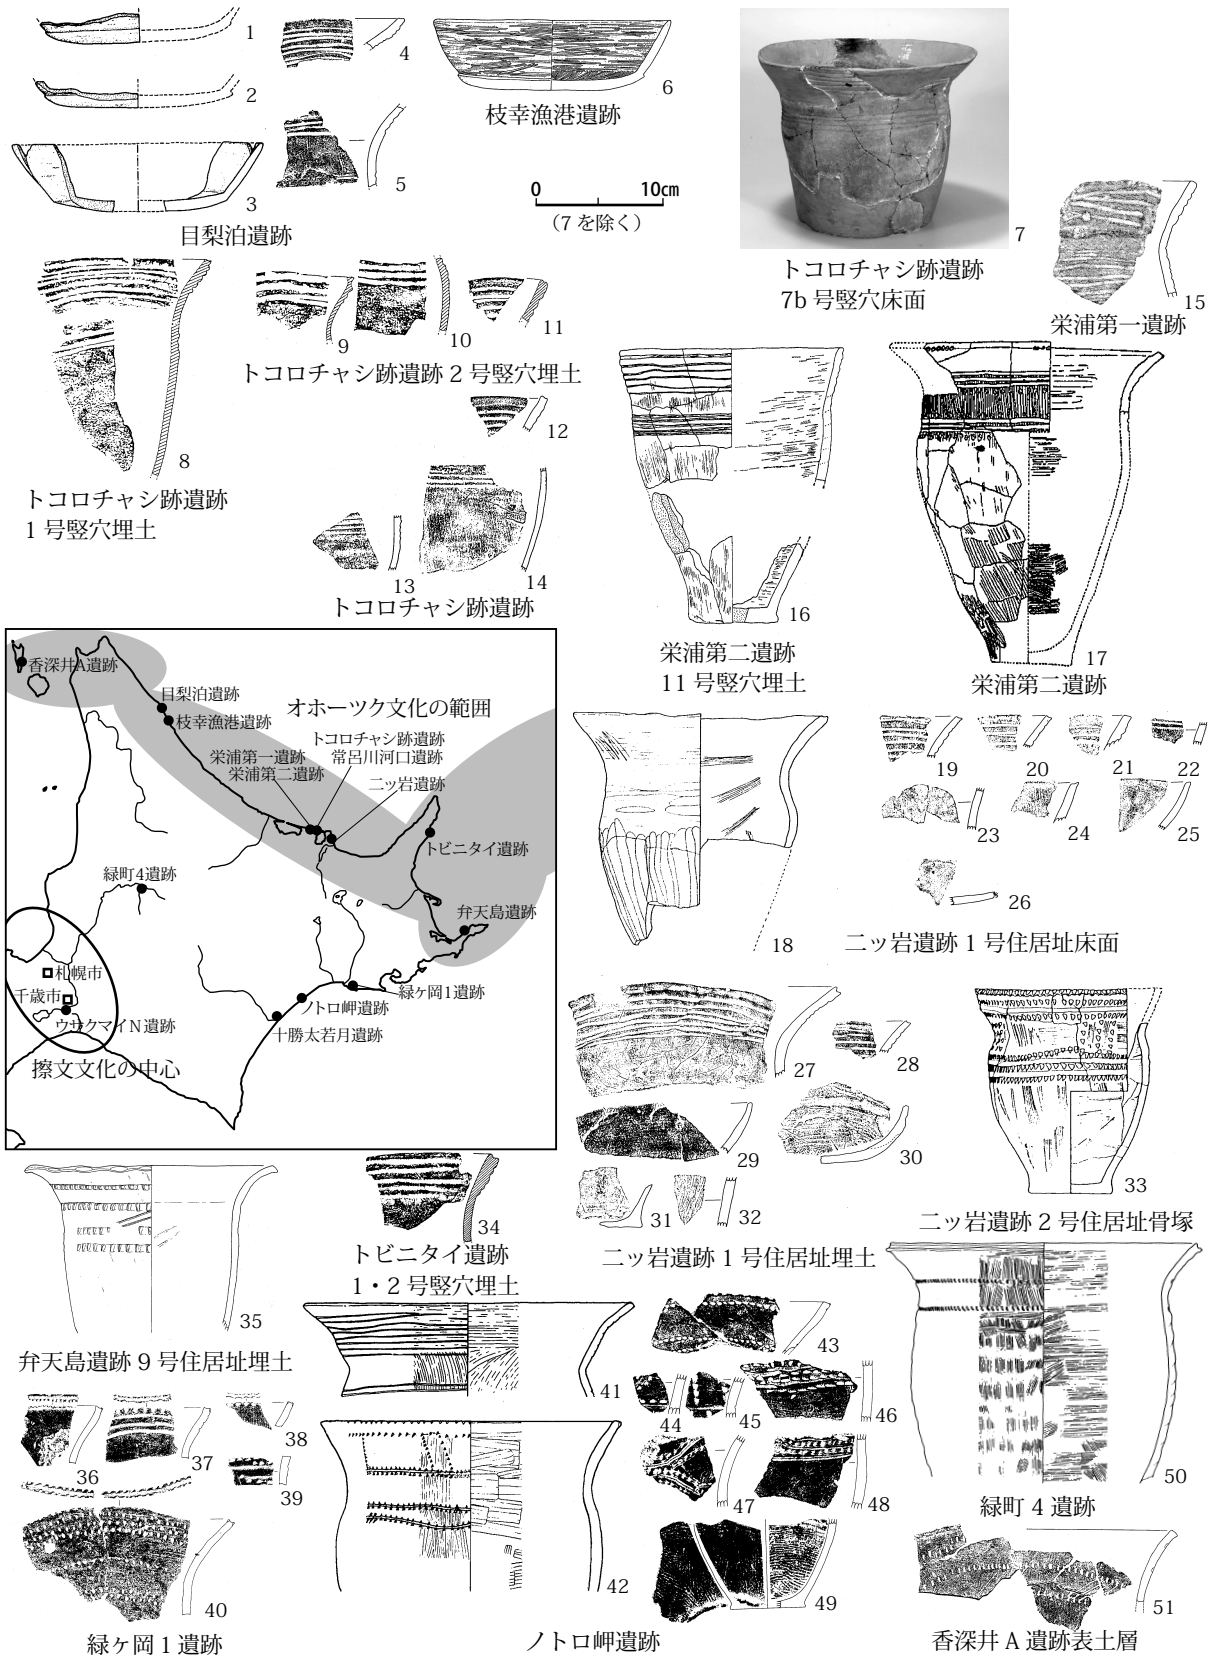 1
2
3
4
5
目梨泊遺跡
6
枝幸漁港遺跡
0 10cm
（7 を除く）
7
トコロチャシ跡遺跡
7b 号竪穴床面
15
栄浦第一遺跡
8
トコロチャシ跡遺跡
1 号竪穴埋土
9
10
11
トコロチャシ跡遺跡 2 号竪穴埋土
12
13
14
トコロチャシ跡遺跡
16
栄浦第二遺跡
11 号竪穴埋土
17
栄浦第二遺跡
香深井A遺跡
目梨泊遺跡
枝幸漁港遺跡
オホーツク文化の範囲
トコロチャシ跡遺跡
栄浦第一遺跡
常呂川河口遺跡
栄浦第二遺跡
二ッ岩遺跡
トビニタイ遺跡
緑町4遺跡
弁天島遺跡
札幌市
千歳市
ウサクマイN遺跡
緑ヶ岡1遺跡
ノトロ岬遺跡
十勝太若月遺跡
擦文文化の中心
18
19
20
21
22
23
24
25
26
二ッ岩遺跡 1 号住居址床面
27
28
29
30
31
32
二ッ岩遺跡 1 号住居址埋土
33
二ッ岩遺跡 2 号住居址骨塚
34
トビニタイ遺跡
1・2 号竪穴埋土
35
弁天島遺跡 9 号住居址埋土
36
37
38
39
40
緑ヶ岡 1 遺跡
41
42
43
44
45
46
47
48
49
ノトロ岬遺跡
50
緑町 4 遺跡
51
香深井 A 遺跡表土層